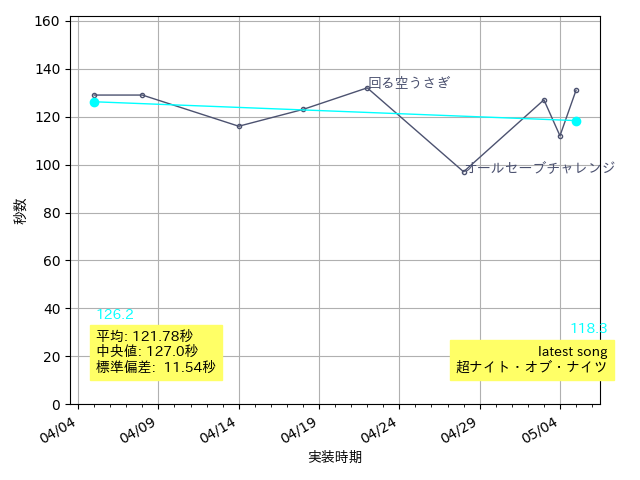 160
140
120
100
80
60
40
20
0
秒数
回る空うさぎ
オールセーブチャレンジ
126.2
118.3
平均: 121.78秒
中央値: 127.0秒
標準偏差: 11.54秒
latest song
超ナイト・オブ・ナイツ
04/04
04/09
04/14
04/19
04/24
04/29
05/04
実装時期